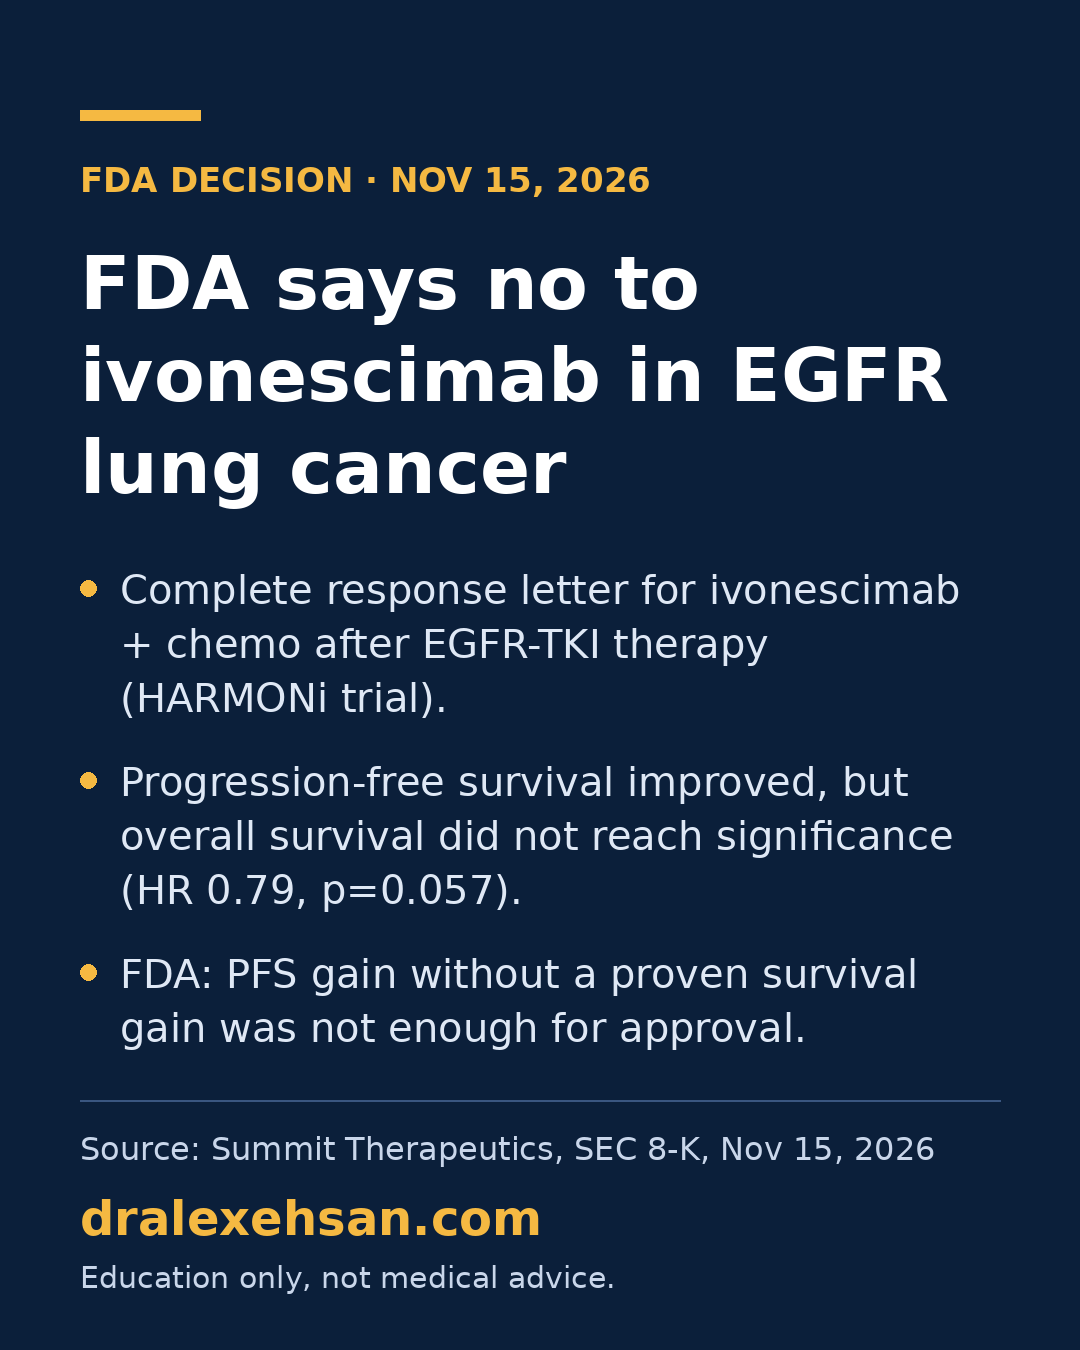 FDA DECISION · NOV 15, 2026
FDA says no to
ivonescimab in EGFR
lung cancer
• Complete response letter for ivonescimab
+ chemo after EGFR-TKI therapy
(HARMONi trial).
• Progression-free survival improved, but
overall survival did not reach significance
(HR 0.79, p=0.057).
• FDA: PFS gain without a proven survival
gain was not enough for approval.
Source: Summit Therapeutics, SEC 8-K, Nov 15, 2026
dralexehsan.com
Education only, not medical advice.